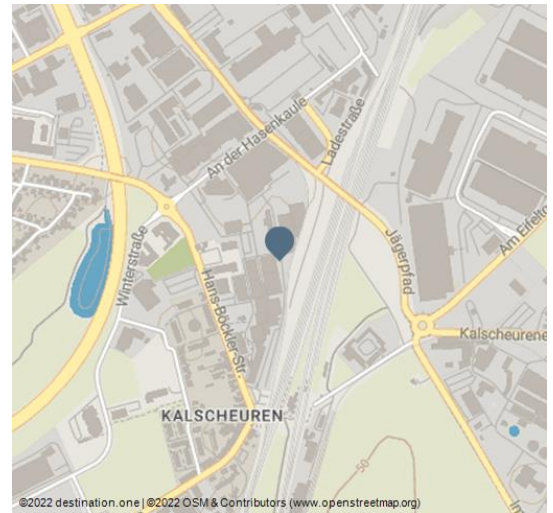 An der Hasenkaule
Ladestraße
Winterstraße
Jägerpfad
Am Eifelto
Hans-Böckler-Str.
Kalscheurene
KALSCHEUREN
50
Im
©2022 destination.one | ©2022 OSM & Contributors (www.openstreetmap.org)